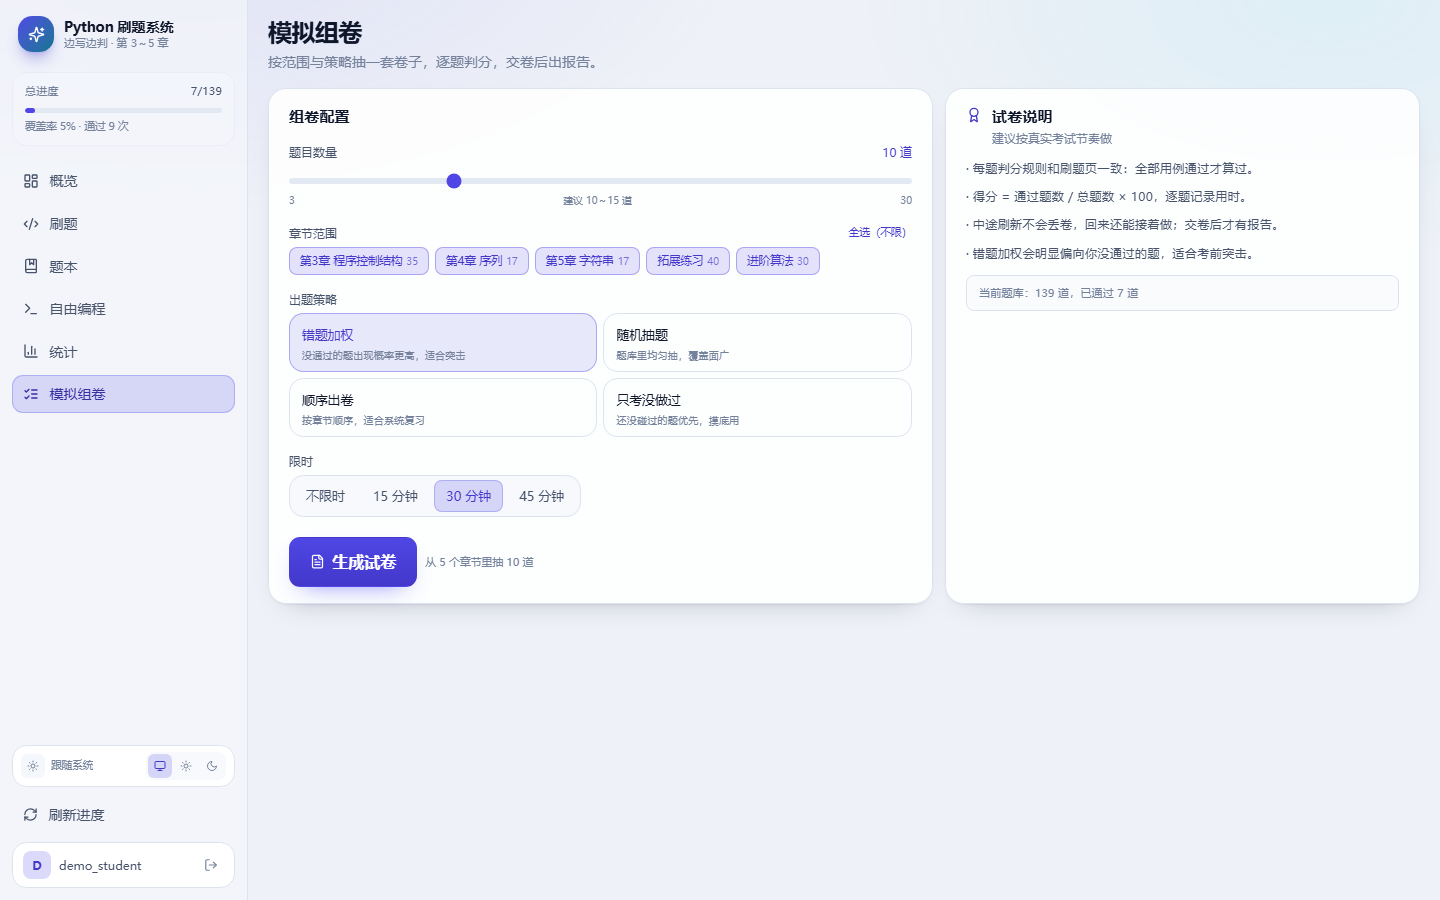 Python 刷题系统
边写边判 · 第 3 ~ 5 章
总进度 7/139
覆盖率 5% · 通过 9 次
概览
刷题
题本
自由编程
统计
模拟组卷
跟随系统
刷新进度
D demo_student
模拟组卷
按范围与策略抽一套卷子，逐题判分，交卷后出报告。
组卷配置
题目数量 10 道
3 建议 10 ~ 15 道 30
章节范围 全选（不限）
第3章 程序控制结构 35 第4章 序列 17 第5章 字符串 17 拓展练习 40 进阶算法 30
出题策略
错题加权
没通过的题出现概率更高，适合突击
随机抽题
题库里均匀抽，覆盖面广
顺序出卷
按章节顺序，适合系统复习
只考没做过
还没碰过的题优先，摸底用
限时
不限时 15 分钟 30 分钟 45 分钟
生成试卷 从 5 个章节里抽 10 道
试卷说明
建议按真实考试节奏做
· 每题判分规则和刷题页一致：全部用例通过才算过。
· 得分 = 通过题数 / 总题数 × 100，逐题记录用时。
· 中途刷新不会丢卷，回来还能接着做；交卷后才有报告。
· 错题加权会明显偏向你没通过的题，适合考前突击。
当前题库：139 道，已通过 7 道